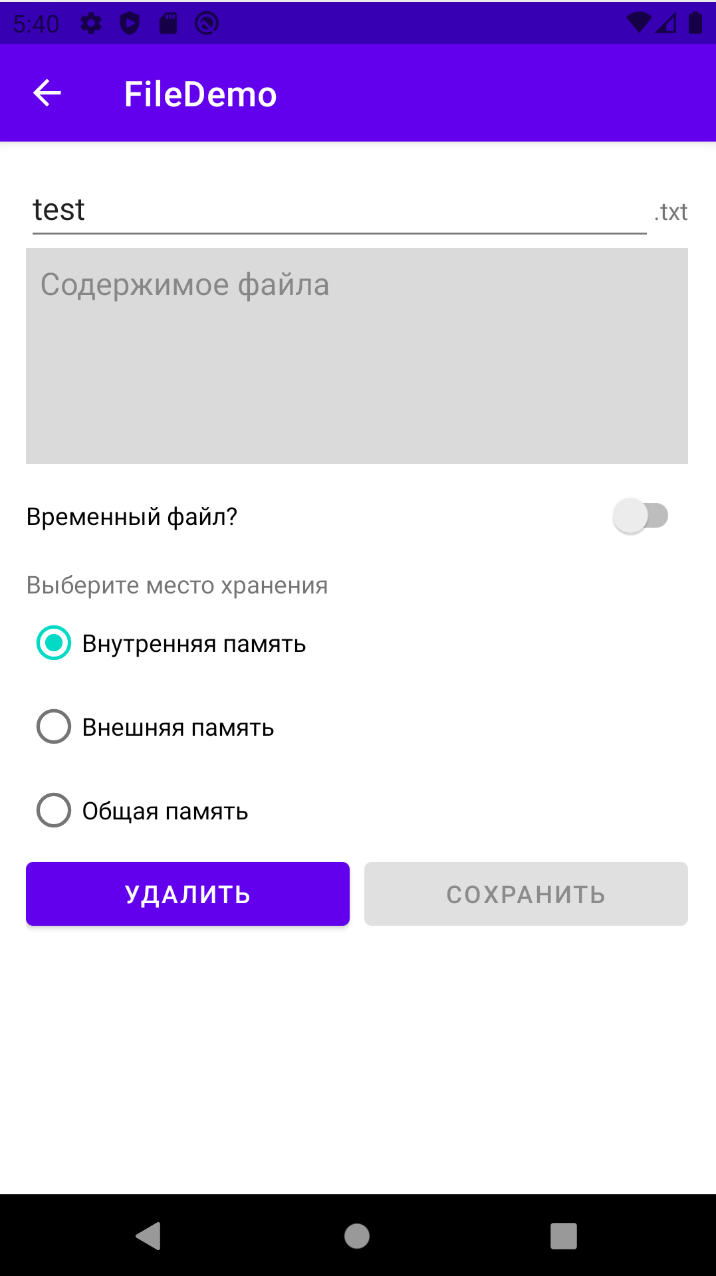 5:40
FileDemo
test .txt
Содержимое файла
Временный файл?
Выберите место хранения
Внутренняя память
Внешняя память
Общая память
УДАЛИТЬ СОХРАНИТЬ